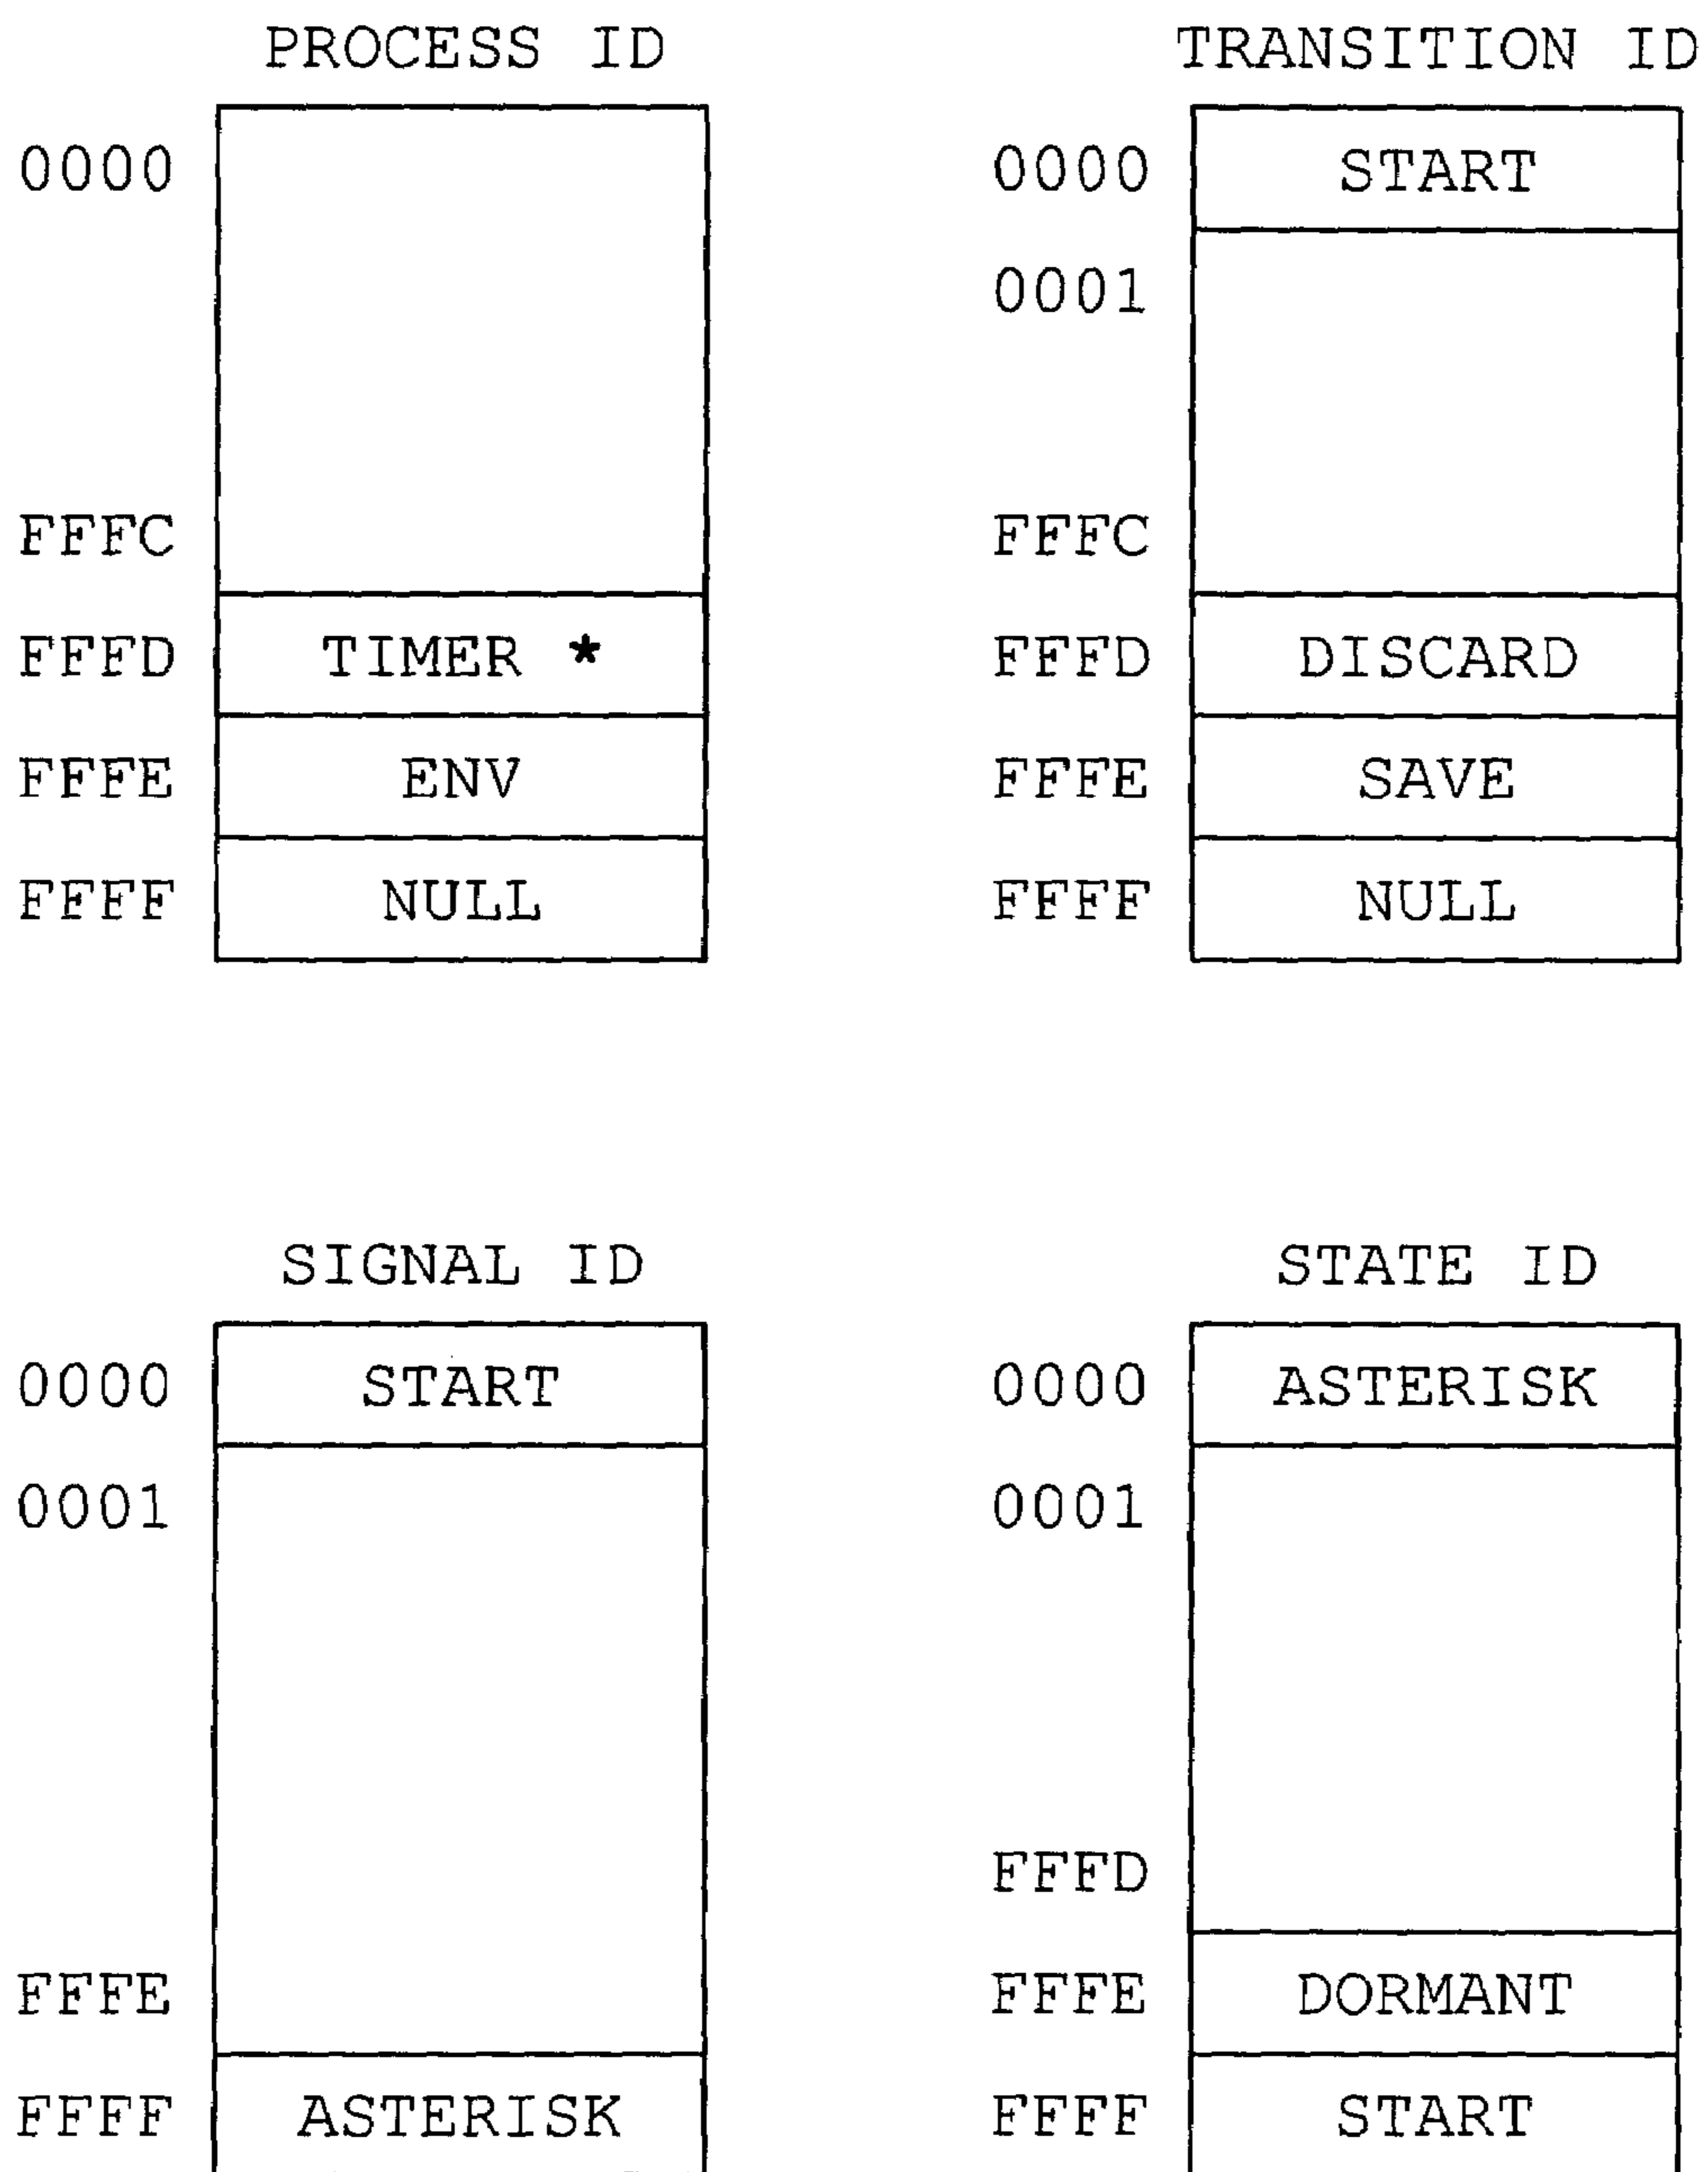 PROCESS ID
0000
FFFC
FFFD TIMER *
FFFE ENV
FFFF NULL
TRANSITION ID
0000 START
0001
FFFC
FFFD DISCARD
FFFE SAVE
FFFF NULL
SIGNAL ID
0000 START
0001
FFFE
FFFF ASTERISK
STATE ID
0000 ASTERISK
0001
FFFD
FFFE DORMANT
FFFF START